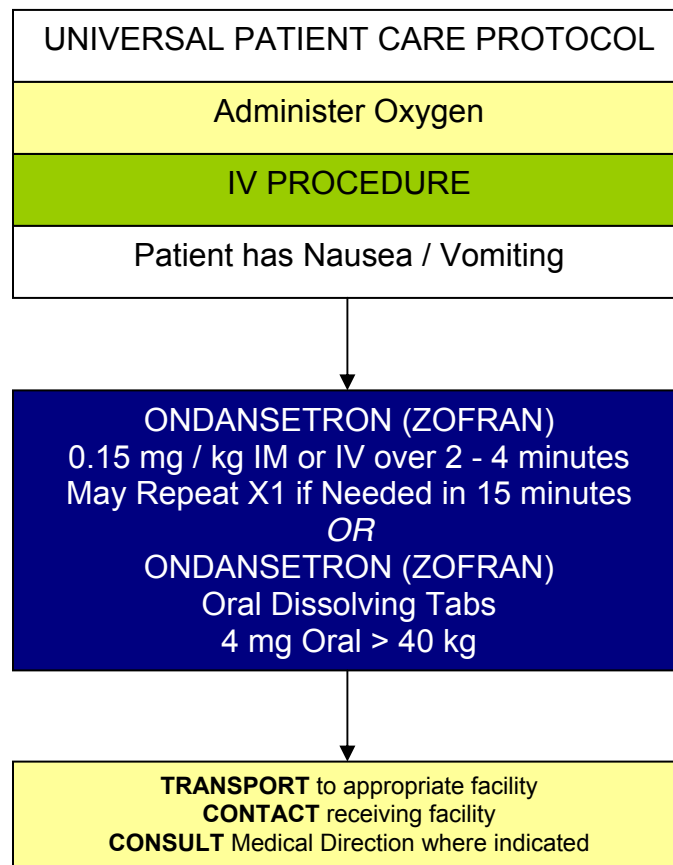 UNIVERSAL PATIENT CARE PROTOCOL
Administer Oxygen
IV PROCEDURE
Patient has Nausea / Vomiting
ONDANSETRON (ZOFRAN)
0.15 mg / kg IM or IV over 2 - 4 minutes
May Repeat X1 if Needed in 15 minutes
OR
ONDANSETRON (ZOFRAN)
Oral Dissolving Tabs
4 mg Oral > 40 kg
TRANSPORT to appropriate facility
CONTACT receiving facility
CONSULT Medical Direction where indicated